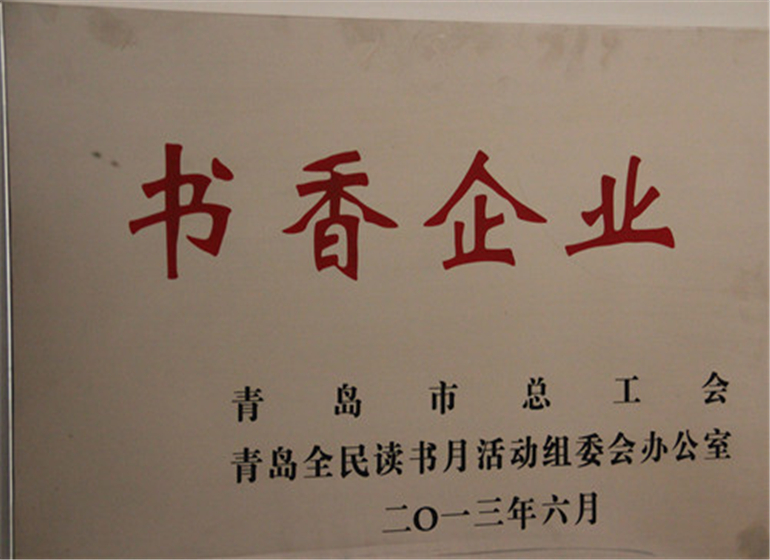 书香企业
青岛市总工会
青岛全民读书月活动组委会办公室
二〇一三年六月